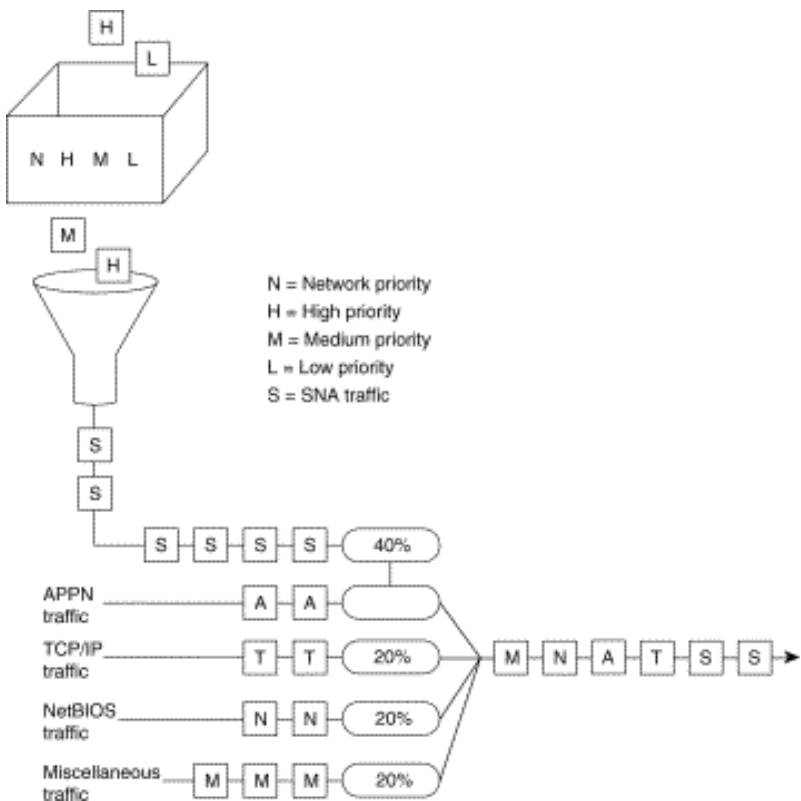 H
L
N H M L
M
H
N = Network priority
H = High priority
M = Medium priority
L = Low priority
S = SNA traffic
S
S
S S S S 40%
APPN
traffic
A A
TCP/IP
traffic
T T 20%
M N A T S S
NetBIOS
traffic
N N 20%
Miscellaneous
traffic
M M M 20%